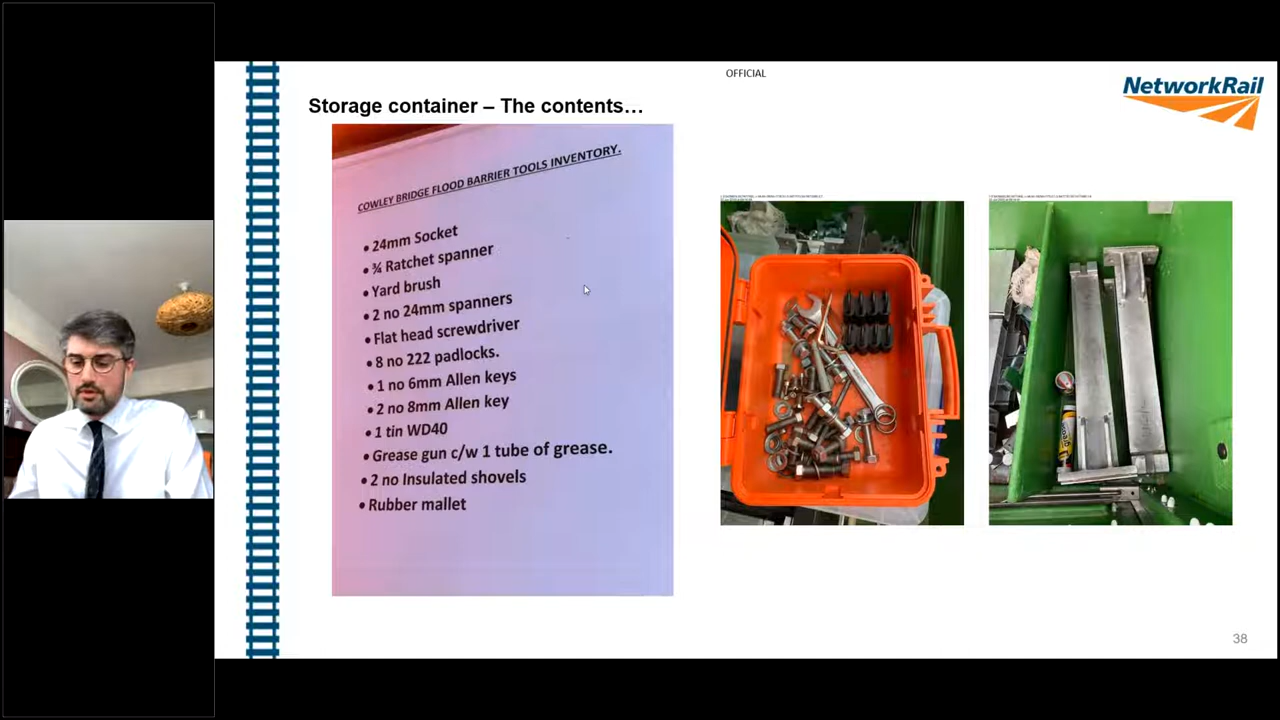 OFFICIAL
NetworkRail
Storage container – The contents…
COWLEY BRIDGE FLOOD BARRIER TOOLS INVENTORY.
• 24mm Socket
• ¾ Ratchet spanner
• Yard brush
• 2 no 24mm spanners
• Flat head screwdriver
• 8 no 222 padlocks.
• 1 no 6mm Allen keys
• 2 no 8mm Allen key
• 1 tin WD40
• Grease gun c/w 1 tube of grease.
• 2 no Insulated shovels
• Rubber mallet
38